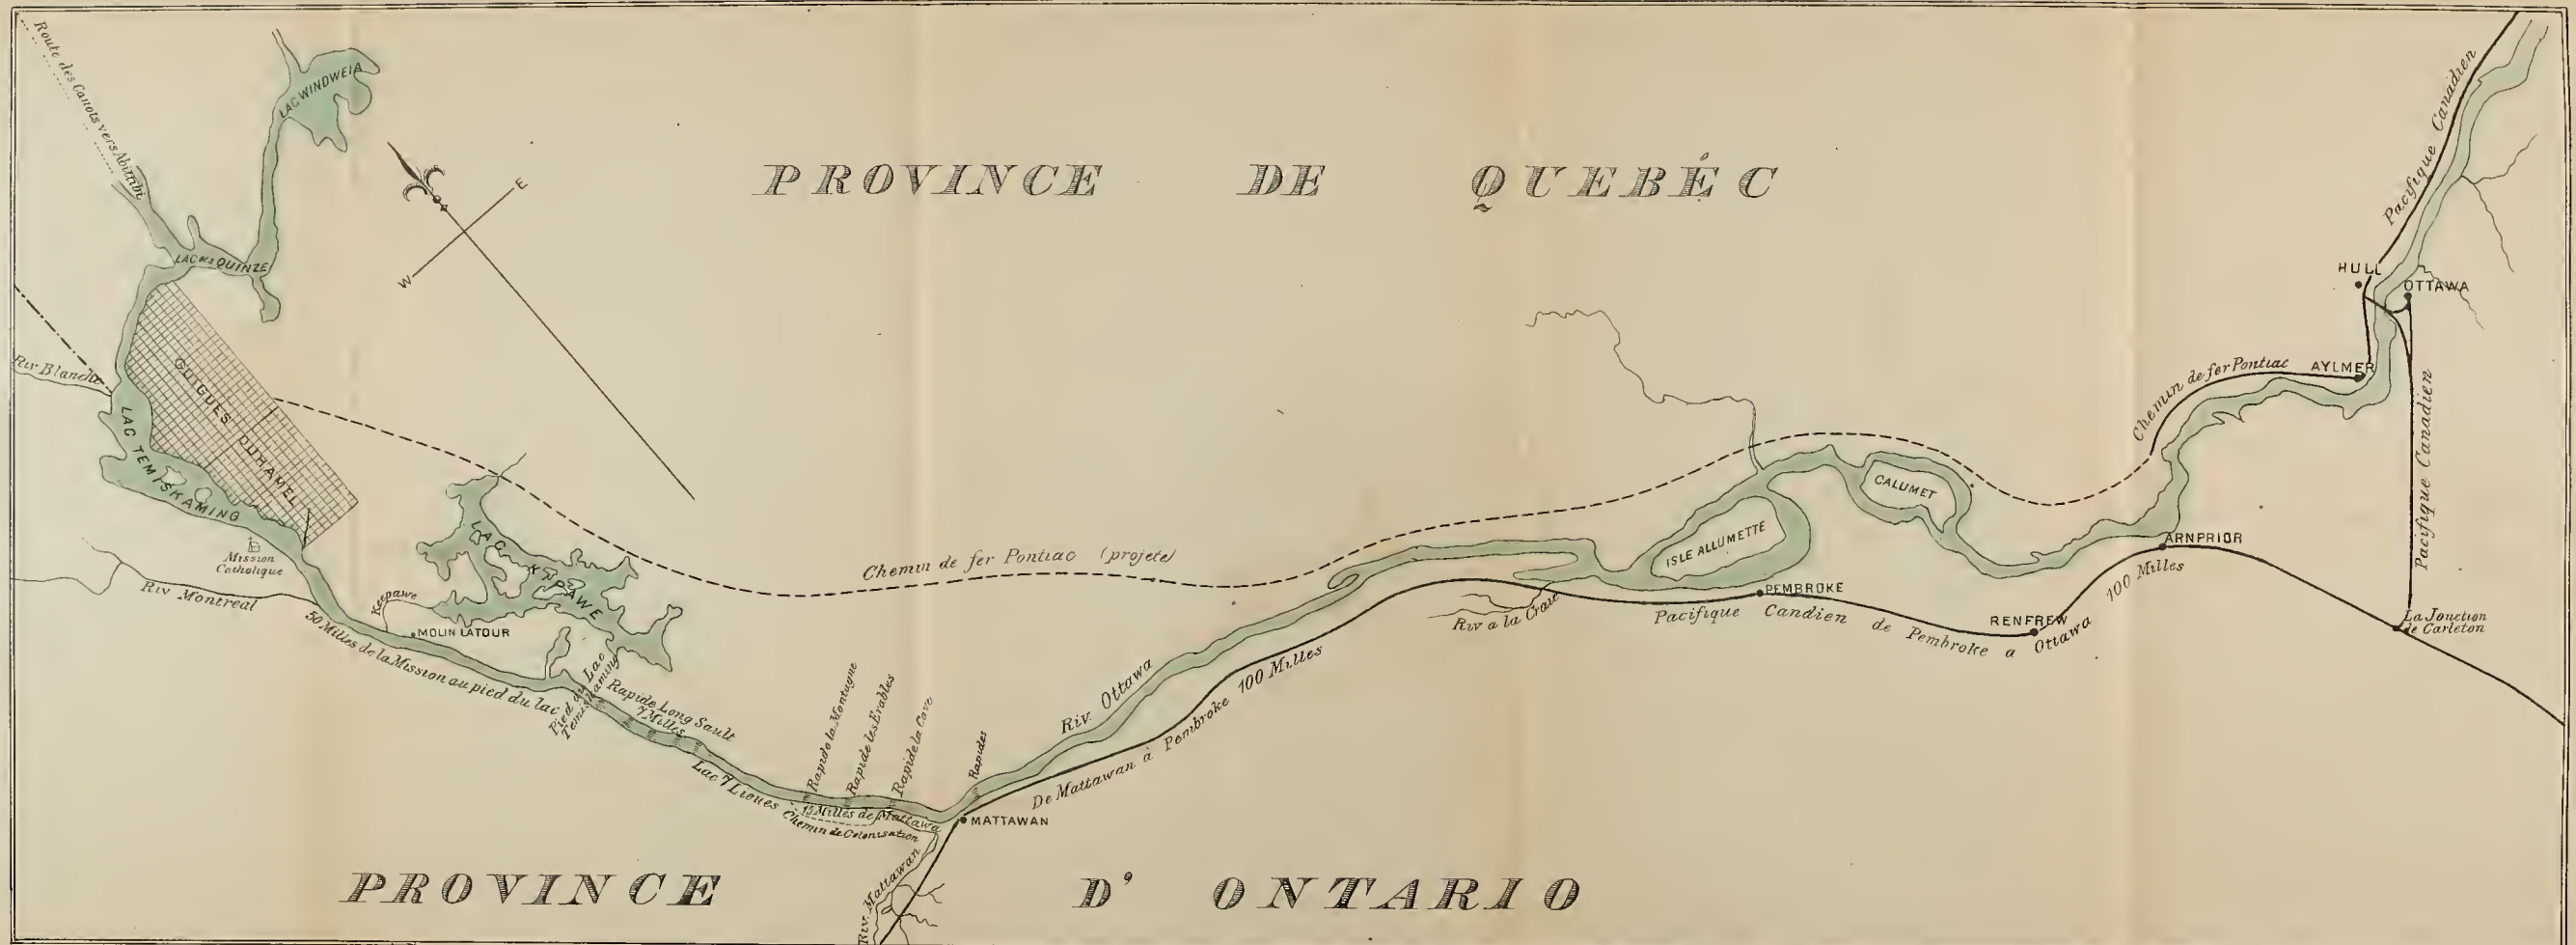 PROVINCE DE QUEBÉC
PROVINCE D' ONTARIO
Route des Canots vers Abittibi
LAC WINDWEIA
LAC DES QUINZE
E
W
Riv Blanche
GUIGUES DUHAMEL
LAC TEMISKAMING
Mission
Catholique
Riv Montreal
Keepawe
MOLIN LATOUR
LAC KIPAWE
50 Milles de la Mission au pied du lac
Pied du Lac
Temiskaming
Rapide Long Sault
7 Milles
Lac 7 Lioues
Rapide la Montagne
Rapide les Erables
Rapide la Cave
Rapides
15 Milles de Mattawa
Chemin de Colonisation
MATTAWAN
Riv. Mattawan
Chemin de fer Pontiac (projete)
Riv. Ottawa
De Mattawan à Pembroke 100 Milles
Riv a la Craie
ISLE ALLUMETTE
CALUMET
PEMBROKE
Pacifique Candien de Pembroke a Ottawa 100 Milles
RENFREW
ARNPRIOR
Chemin de fer Pontiac
AYLMER
HULL
OTTAWA
Pacifique Canadien
Pacifique Canadien
La Jonction
de Carleton